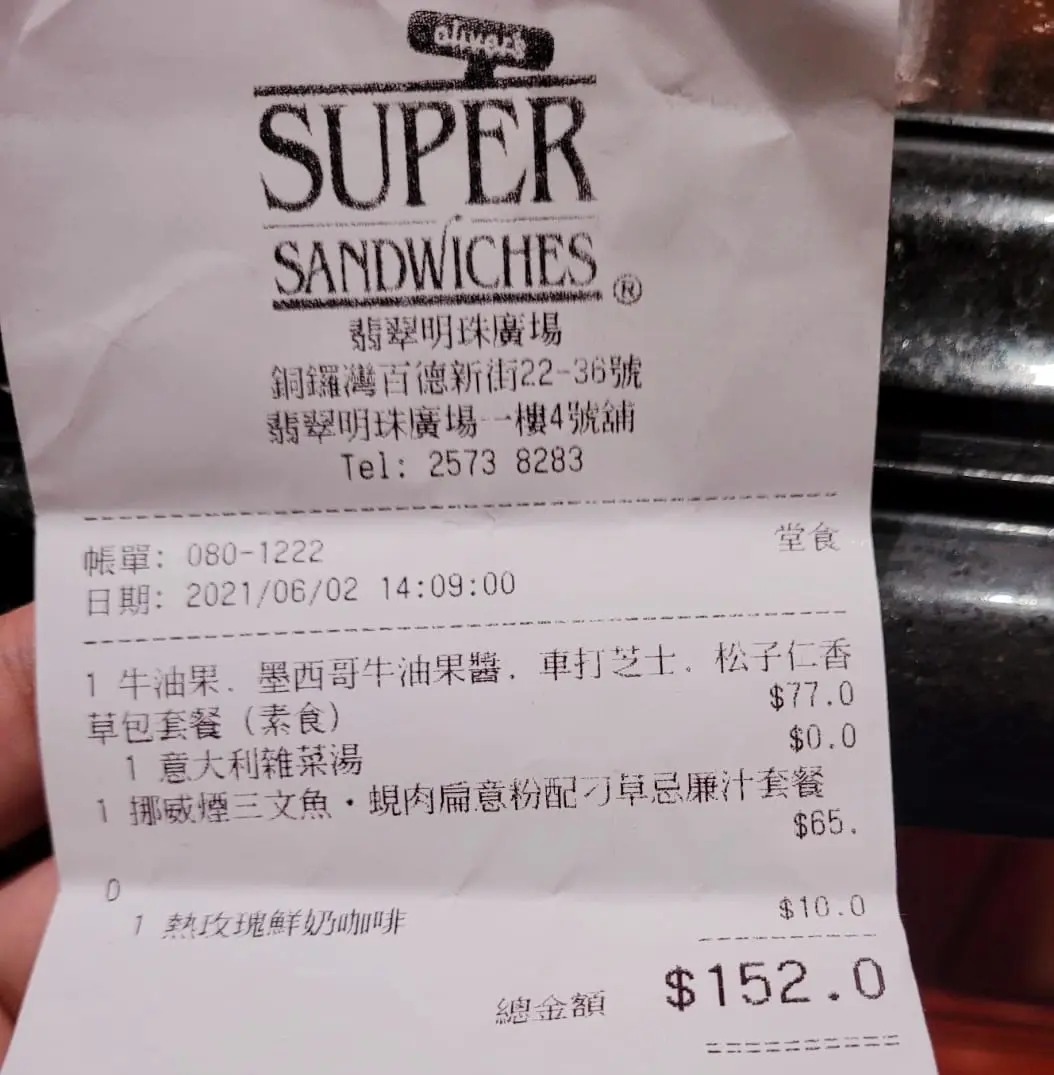 oliver's
SUPER
SANDWICHES ®
翡翠明珠廣場
銅鑼灣百德新街22-36號
翡翠明珠廣場一樓4號舖
Tel: 2573 8283
帳單: 080-1222 堂食
日期: 2021/06/02 14:09:00
1 牛油果﹒墨西哥牛油果醬﹒車打芝士﹒松子仁香
草包套餐 (素食) $77.0
1 意大利雜菜湯 $0.0
1 挪威煙三文魚・蜆肉扁意粉配刁草忌廉汁套餐
$65.
0
1 熱玫瑰鮮奶咖啡 $10.0
總金額 $152.0